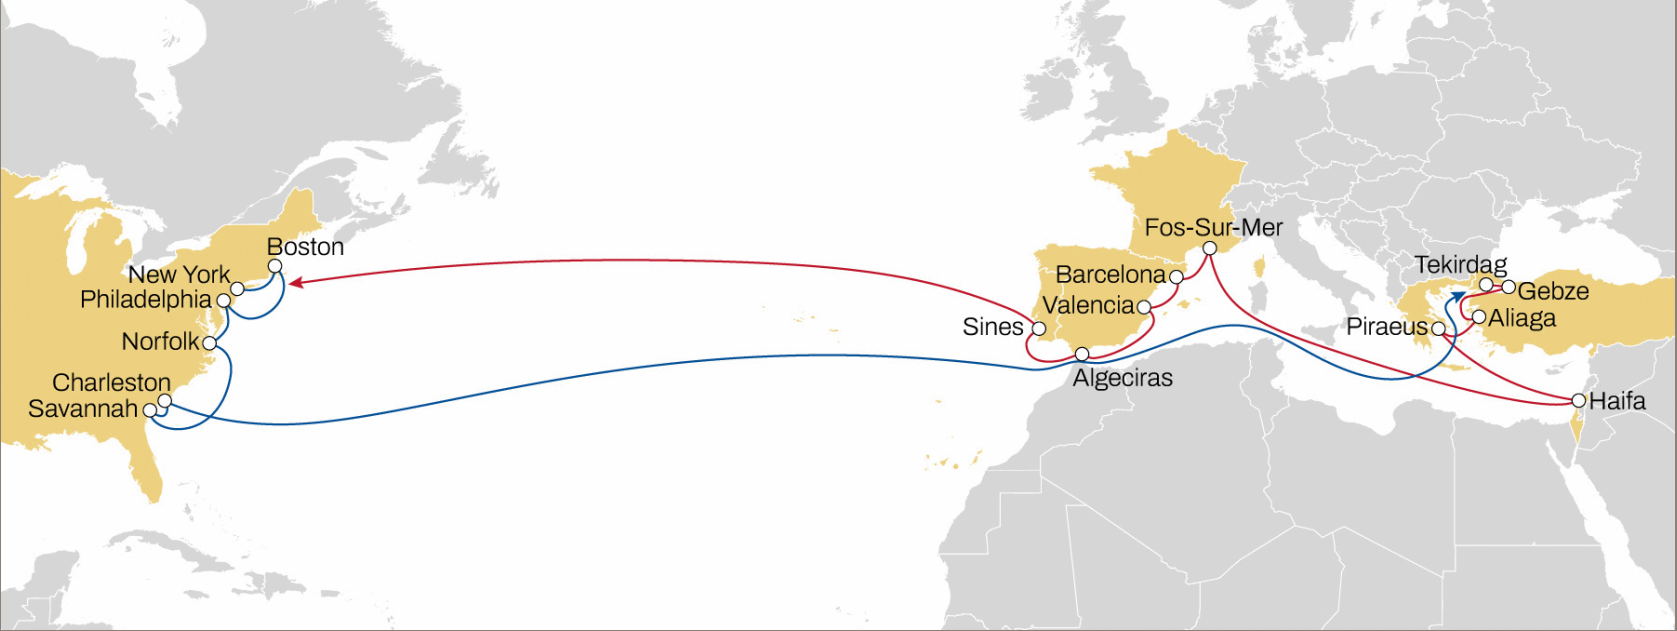 Boston
New York
Philadelphia
Norfolk
Charleston
Savannah
Fos-Sur-Mer
Barcelona
Valencia
Sines
Algeciras
Tekirdag
Gebze
Aliaga
Piraeus
Haifa